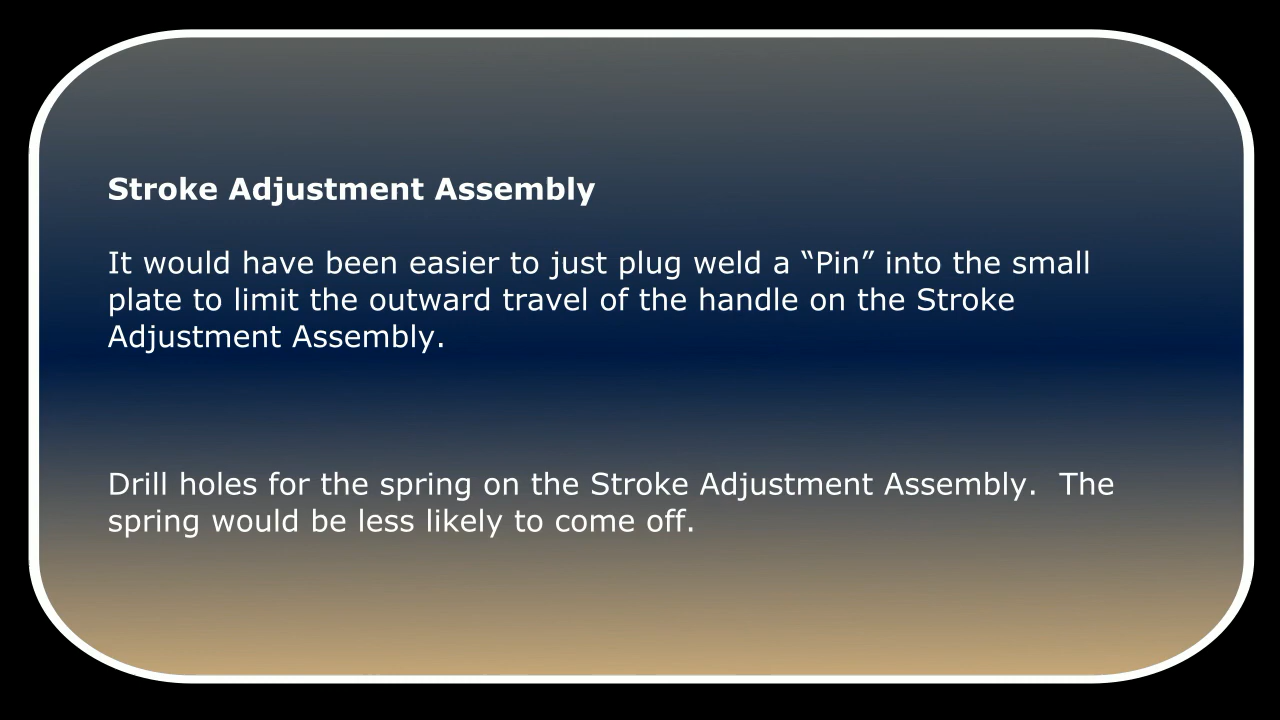 Stroke Adjustment Assembly
It would have been easier to just plug weld a “Pin” into the small
plate to limit the outward travel of the handle on the Stroke
Adjustment Assembly.
Drill holes for the spring on the Stroke Adjustment Assembly.  The
spring would be less likely to come off.